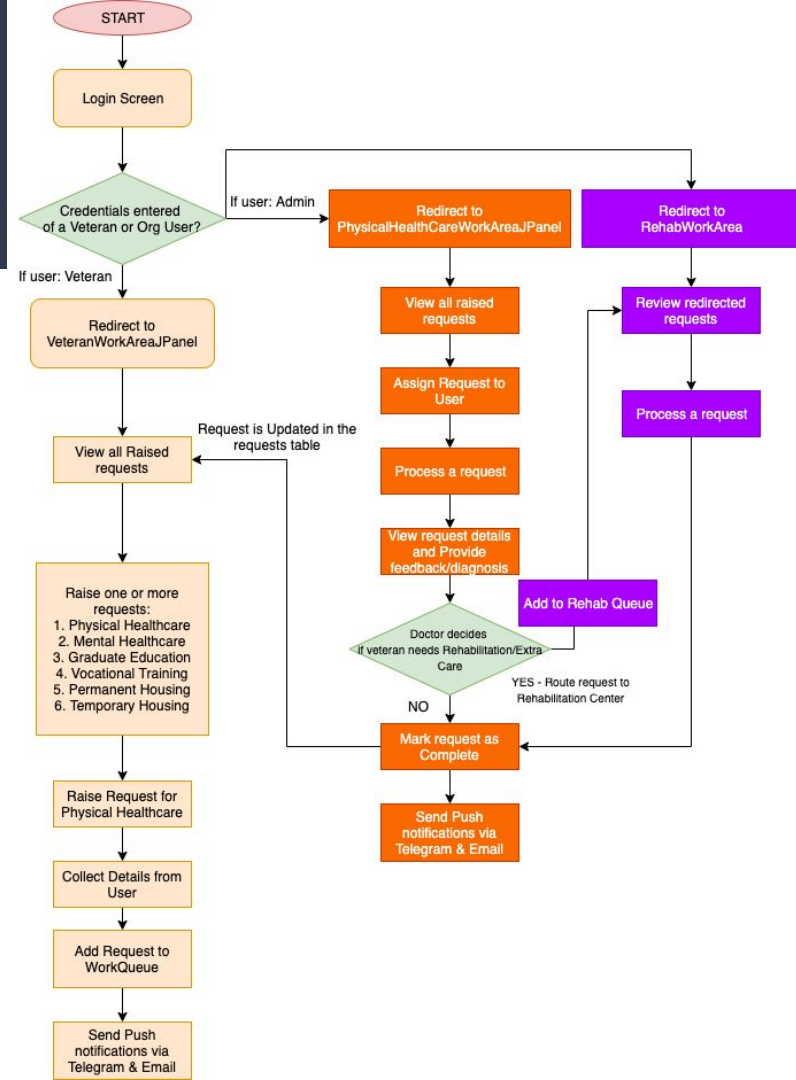 START
Login Screen
Credentials entered
of a Veteran or Org User?
If user: Admin
If user: Veteran
Redirect to
VeteranWorkAreaJPanel
View all Raised
requests
Request is Updated in the
requests table
Raise one or more
requests:
1. Physical Healthcare
2. Mental Healthcare
3. Graduate Education
4. Vocational Training
5. Permanent Housing
6. Temporary Housing
Raise Request for
Physical Healthcare
Collect Details from
User
Add Request to
WorkQueue
Send Push
notifications via
Telegram & Email
Redirect to
PhysicalHealthCareWorkAreaJPanel
View all raised
requests
Assign Request to
User
Process a request
View request details
and Provide
feedback/diagnosis
Doctor decides
if veteran needs Rehabilitation/Extra
Care
NO
YES - Route request to
Rehabilitation Center
Add to Rehab Queue
Mark request as
Complete
Send Push
notifications via
Telegram & Email
Redirect to
RehabWorkArea
Review redirected
requests
Process a request